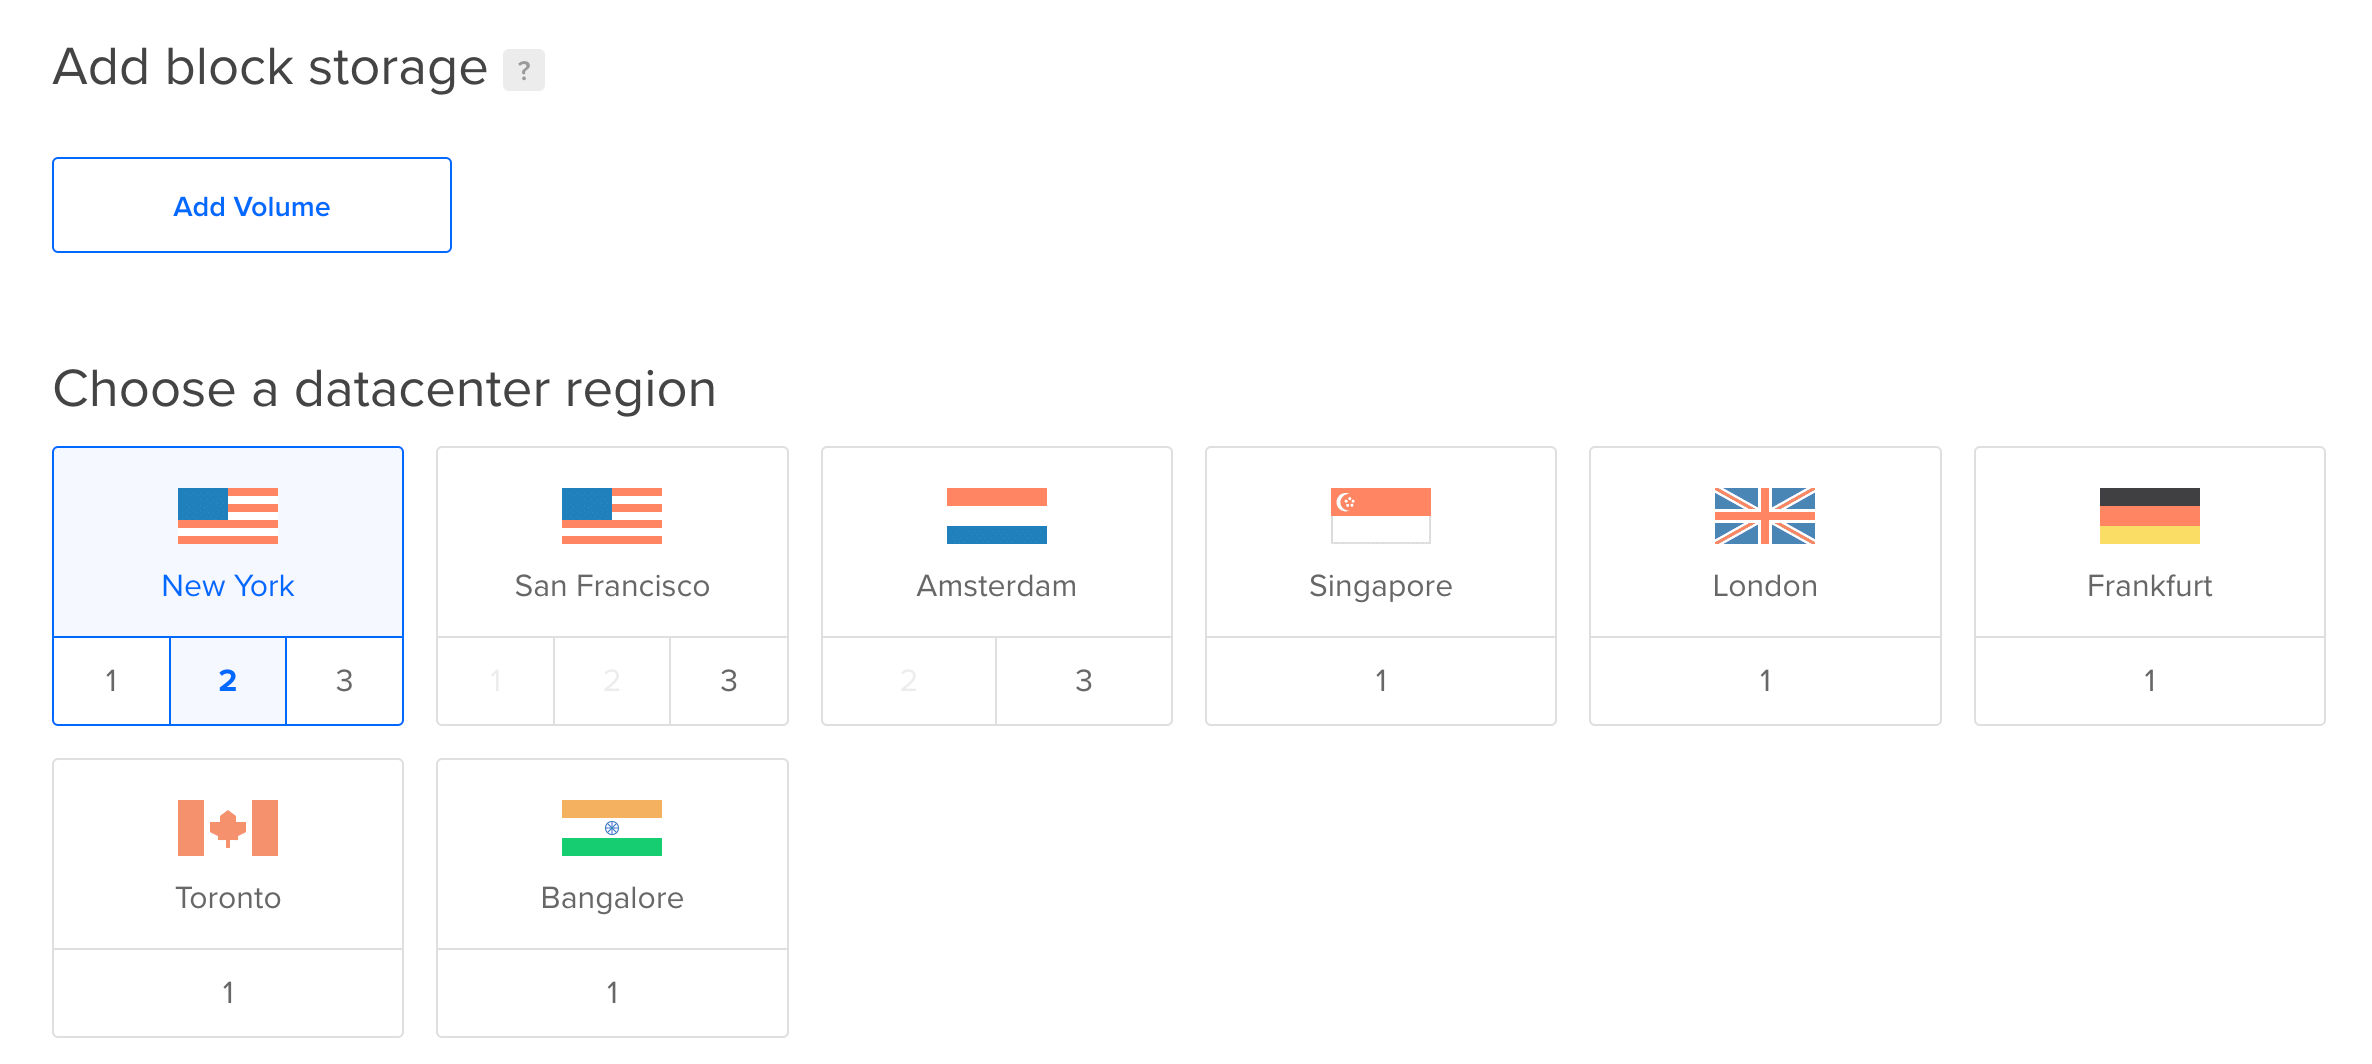 Add block storage ?
Add Volume
Choose a datacenter region
New York San Francisco Amsterdam Singapore London Frankfurt
1 2 3 1 2 3 2 3 1 1 1
Toronto Bangalore
1 1